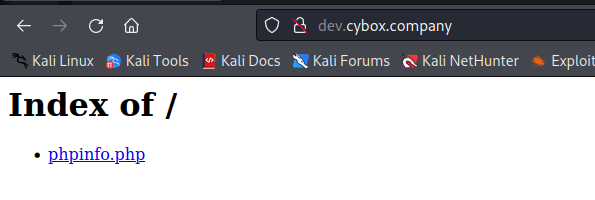 dev.cybox.company
Kali Linux Kali Tools Kali Docs Kali Forums Kali NetHunter Exploit
Index of /
phpinfo.php